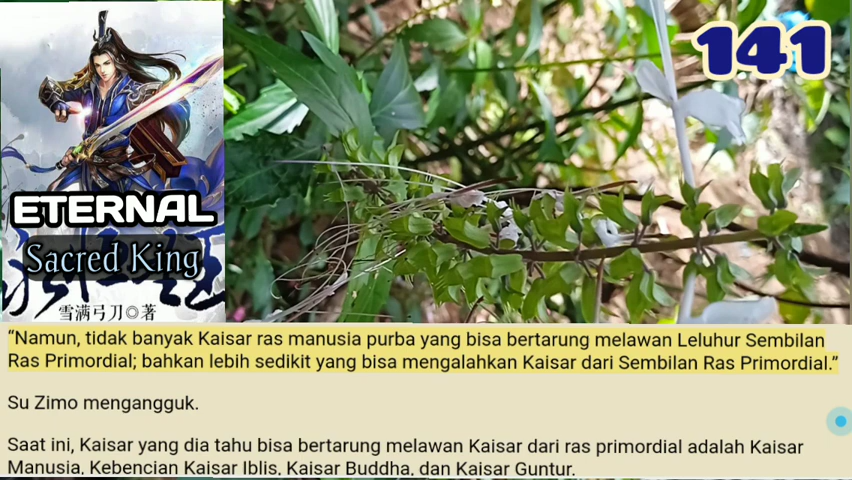 141
ETERNAL
Sacred King
雪满弓刀◎著
“Namun, tidak banyak Kaisar ras manusia purba yang bisa bertarung melawan Leluhur Sembilan
Ras Primordial; bahkan lebih sedikit yang bisa mengalahkan Kaisar dari Sembilan Ras Primordial.”
Su Zimo mengangguk.
Saat ini, Kaisar yang dia tahu bisa bertarung melawan Kaisar dari ras primordial adalah Kaisar
Manusia, Kebencian Kaisar Iblis, Kaisar Buddha, dan Kaisar Guntur.